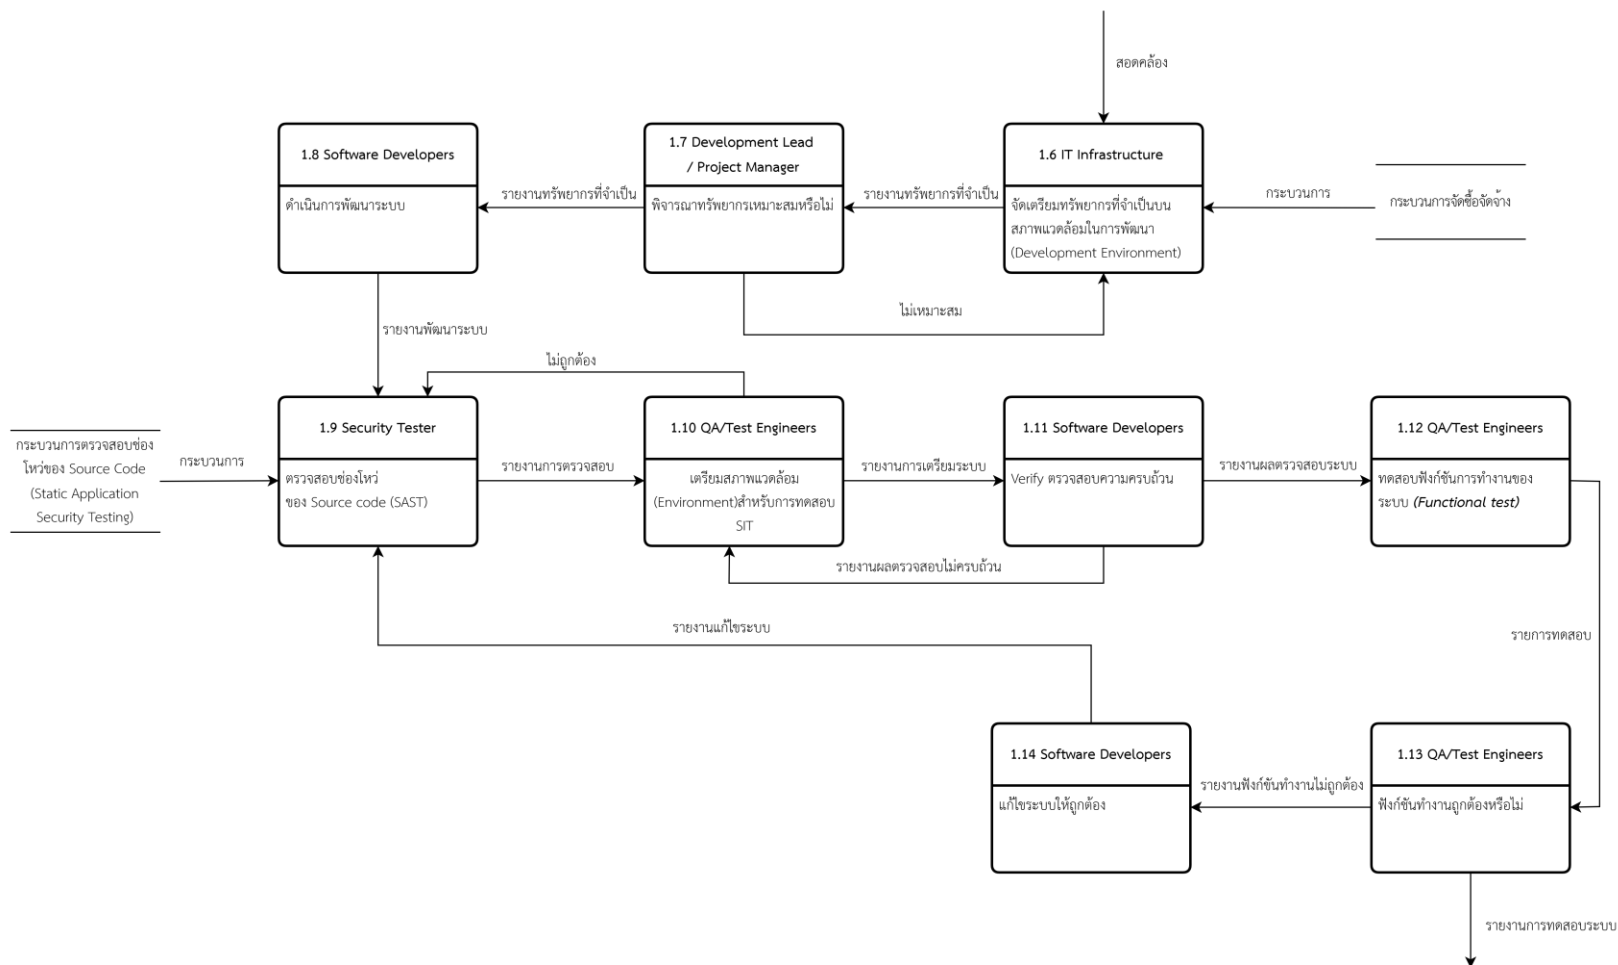 สอดคล้อง
1.8 Software Developers
ดำเนินการพัฒนาระบบ
รายงานทรัพยากรที่จำเป็น
1.7 Development Lead
/ Project Manager
พิจารณาทรัพยากรเหมาะสมหรือไม่
รายงานทรัพยากรที่จำเป็น
1.6 IT Infrastructure
จัดเตรียมทรัพยากรที่จำเป็นบน
สภาพแวดล้อมในการพัฒนา
(Development Environment)
กระบวนการ
กระบวนการจัดซื้อจัดจ้าง
ไม่เหมาะสม
รายงานพัฒนาระบบ
ไม่ถูกต้อง
กระบวนการตรวจสอบช่อง
โหว่ของ Source Code
(Static Application
Security Testing)
กระบวนการ
1.9 Security Tester
ตรวจสอบช่องโหว่
ของ Source code (SAST)
รายงานการตรวจสอบ
1.10 QA/Test Engineers
เตรียมสภาพแวดล้อม
(Environment)สำหรับการทดสอบ
SIT
รายงานการเตรียมระบบ
1.11 Software Developers
Verify ตรวจสอบความครบถ้วน
รายงานผลตรวจสอบระบบ
1.12 QA/Test Engineers
ทดสอบฟังก์ชันการทำงานของ
ระบบ (Functional test)
รายงานผลตรวจสอบไม่ครบถ้วน
รายงานแก้ไขระบบ
รายการทดสอบ
1.14 Software Developers
แก้ไขระบบให้ถูกต้อง
รายงานฟังก์ชันทำงานไม่ถูกต้อง
1.13 QA/Test Engineers
ฟังก์ชันทำงานถูกต้องหรือไม่
รายงานการทดสอบระบบ